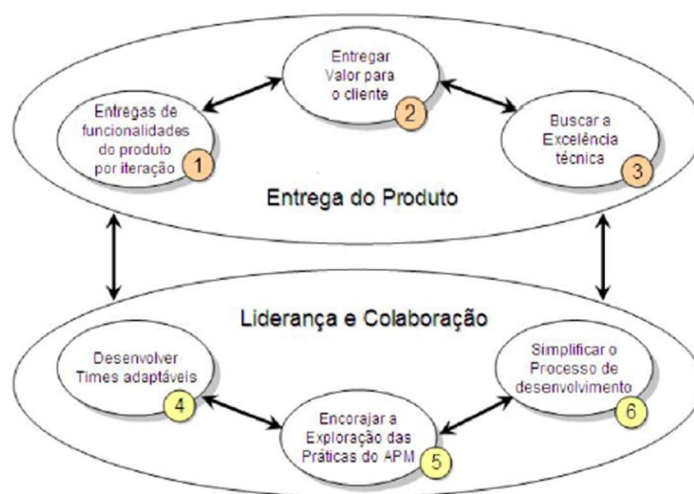 Entregas de
funcionalidades
do produto
por iteração
1
Entregar
Valor para
o cliente
2
Buscar a
Excelência
técnica
3
Entrega do Produto
Liderança e Colaboração
Desenvolver
Times adaptáveis
4
Encorajar a
Exploração das
Práticas do APM
5
Simplificar o
Processo de
desenvolvimento
6